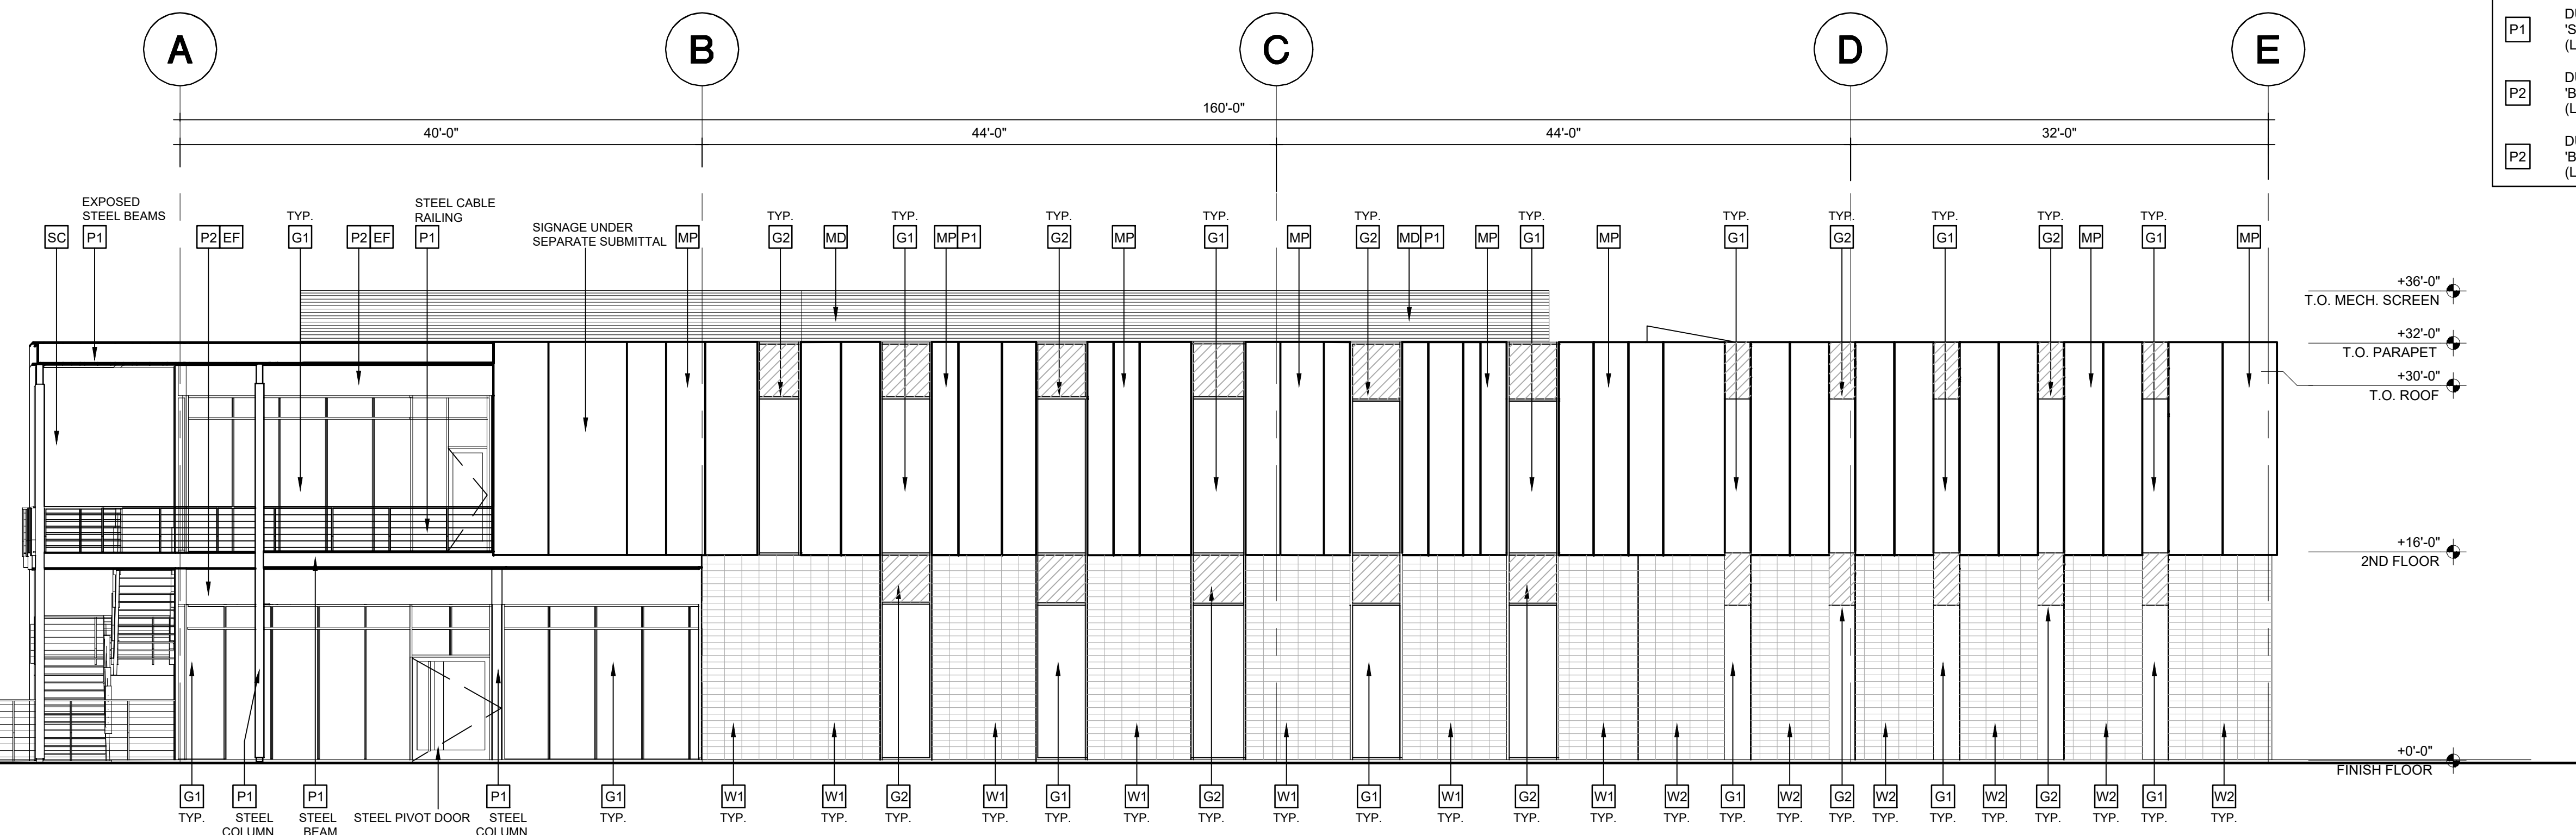 A B C D E
160'-0"
40'-0" 44'-0" 44'-0" 32'-0"
P1
P2
P2
EXPOSED
STEEL BEAMS
STEEL CABLE
RAILING
SIGNAGE UNDER
SEPARATE SUBMITTAL
TYP. TYP. TYP. TYP. TYP. TYP. TYP. TYP. TYP. TYP. TYP. TYP.
SC P1 P2 EF G1 P2 EF P1 MP G2 MD G1 MP P1 G2 MP G1 MP G2 MD P1 MP G1 MP G1 G2 G1 G2 MP G1 MP
+36'-0"
T.O. MECH. SCREEN
+32'-0"
T.O. PARAPET
+30'-0"
T.O. ROOF
+16'-0"
2ND FLOOR
+0'-0"
FINISH FLOOR
G1 P1 P1 P1 G1 W1 W1 G2 W1 G1 W1 G2 W1 G1 W1 G2 W1 W2 G1 W2 G2 W2 G1 W2 G2 W2 G1 W2
TYP. STEEL STEEL STEEL PIVOT DOOR STEEL TYP. TYP. TYP. TYP. TYP. TYP. TYP. TYP. TYP. TYP. TYP. TYP. TYP. TYP. TYP. TYP. TYP. TYP. TYP. TYP. TYP. TYP. TYP. TYP.
COLUMN BEAM COLUMN